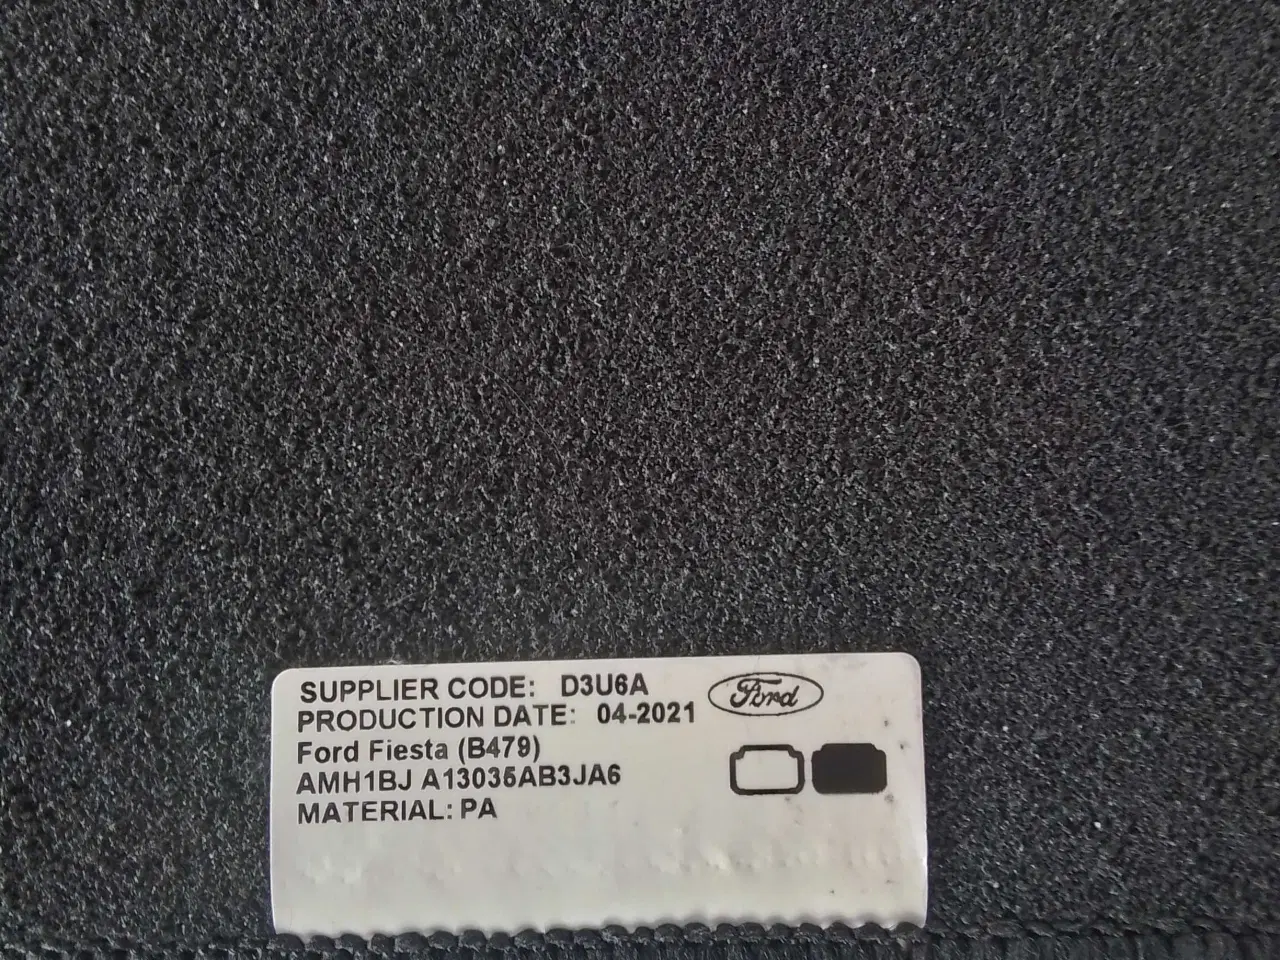 SUPPLIER CODE: D3U6A
PRODUCTION DATE: 04-2021
Ford
Ford Fiesta (B479)
AMH1BJ A13035AB3JA6
MATERIAL: PA